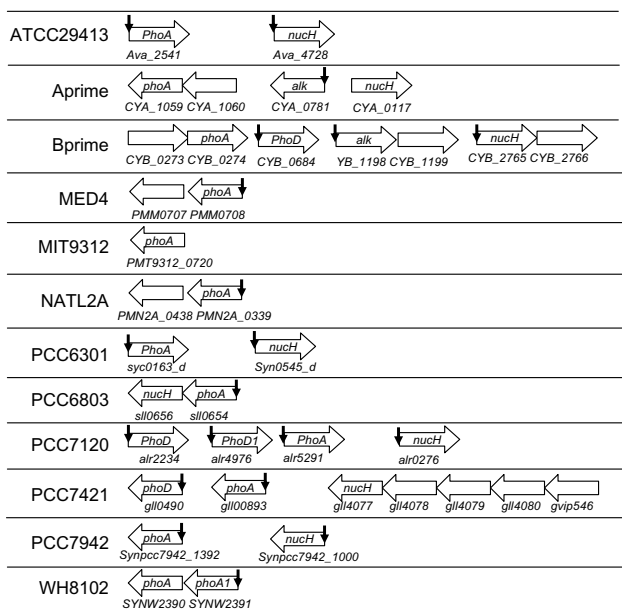 ATCC29413 PhoA nucH
Ava_2541 Ava_4728
Aprime phoA alk nucH
CYA_1059 CYA_1060 CYA_0781 CYA_0117
Bprime phoA PhoD alk nucH
CYB_0273 CYB_0274 CYB_0684 YB_1198 CYB_1199 CYB_2765 CYB_2766
MED4 phoA
PMM0707 PMM0708
MIT9312 phoA
PMT9312_0720
NATL2A phoA
PMN2A_0438 PMN2A_0339
PCC6301 PhoA nucH
syc0163_d Syn0545_d
PCC6803 nucH phoA
sll0656 sll0654
PCC7120 PhoD PhoD1 PhoA nucH
alr2234 alr4976 alr5291 alr0276
PCC7421 phoD phoA nucH
gll0490 gll00893 gll4077 gll4078 gll4079 gll4080 gvip546
PCC7942 phoA nucH
Synpcc7942_1392 Synpcc7942_1000
WH8102 phoA phoA1
SYNW2390 SYNW2391